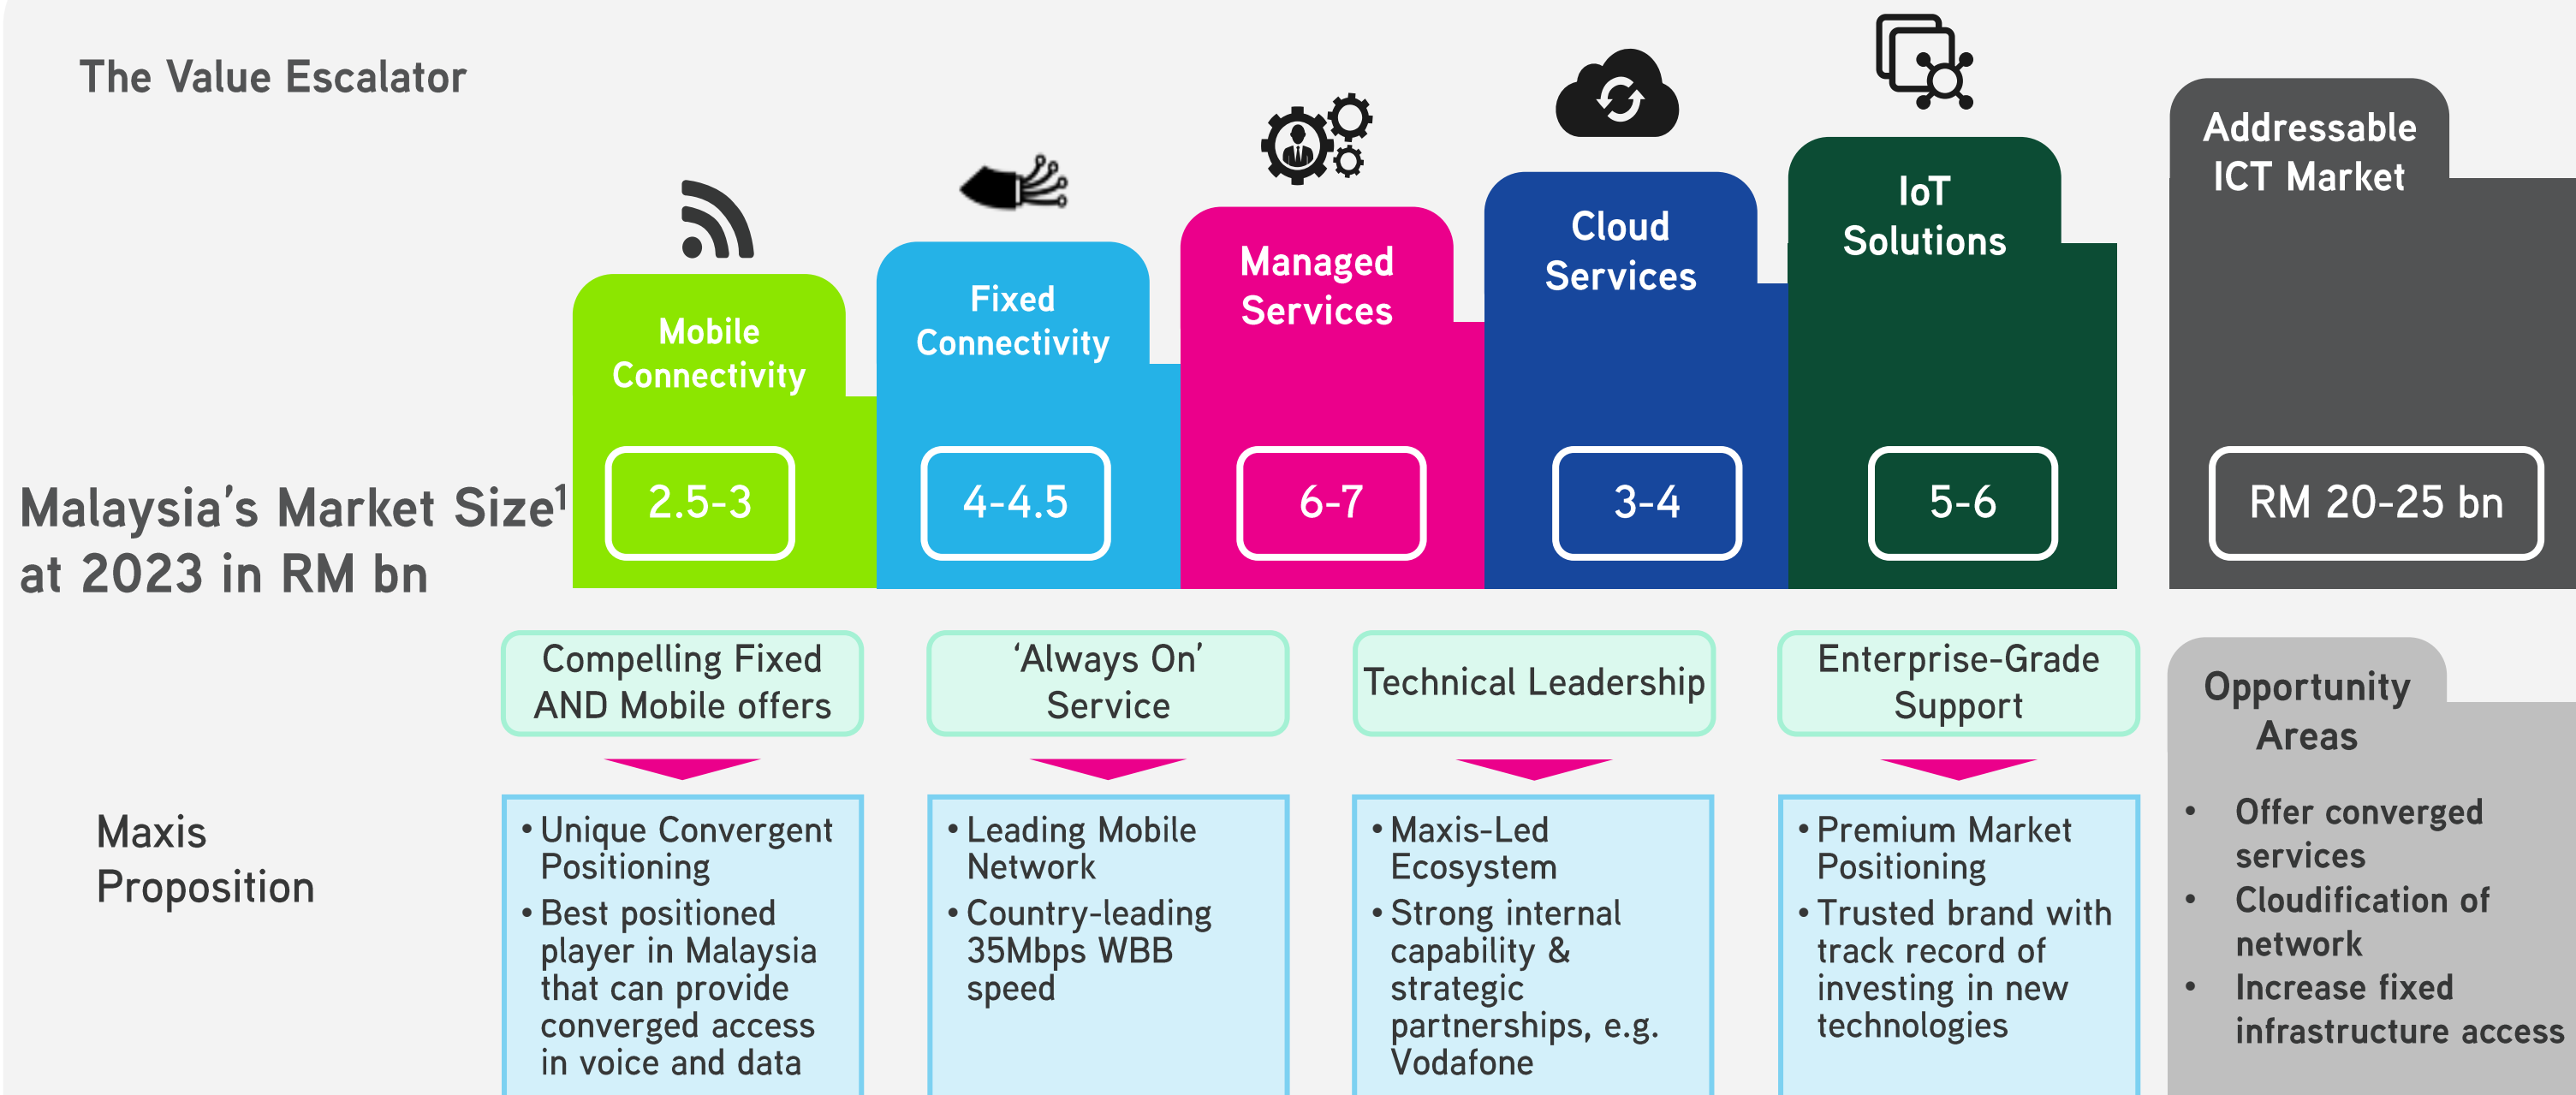 The Value Escalator
Mobile
Connectivity
Fixed
Connectivity
Managed
Services
Cloud
Services
IoT
Solutions
Addressable
ICT Market
Malaysia's Market Size¹
at 2023 in RM bn
2.5-3
4-4.5
6-7
3-4
5-6
RM 20-25 bn
Compelling Fixed
AND Mobile offers
'Always On'
Service
Technical Leadership
Enterprise-Grade
Support
Maxis
Proposition
• Unique Convergent
Positioning
• Best positioned
player in Malaysia
that can provide
converged access
in voice and data
• Leading Mobile
Network
• Country-leading
35Mbps WBB
speed
• Maxis-Led
Ecosystem
• Strong internal
capability &
strategic
partnerships, e.g.
Vodafone
• Premium Market
Positioning
• Trusted brand with
track record of
investing in new
technologies
Opportunity
Areas
• Offer converged
services
• Cloudification of
network
• Increase fixed
infrastructure access